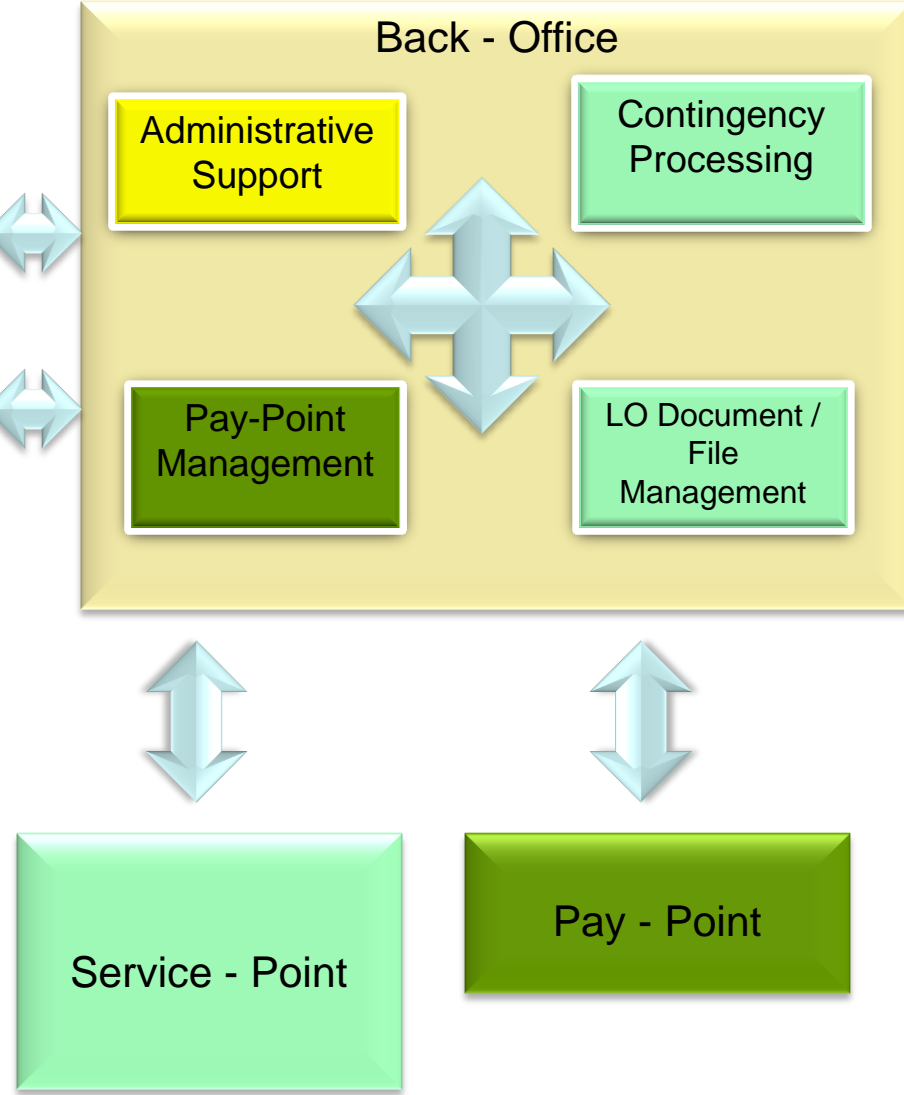 Back - Office
Administrative
Support
Contingency
Processing
Pay-Point
Management
LO Document /
File
Management
Service - Point
Pay - Point